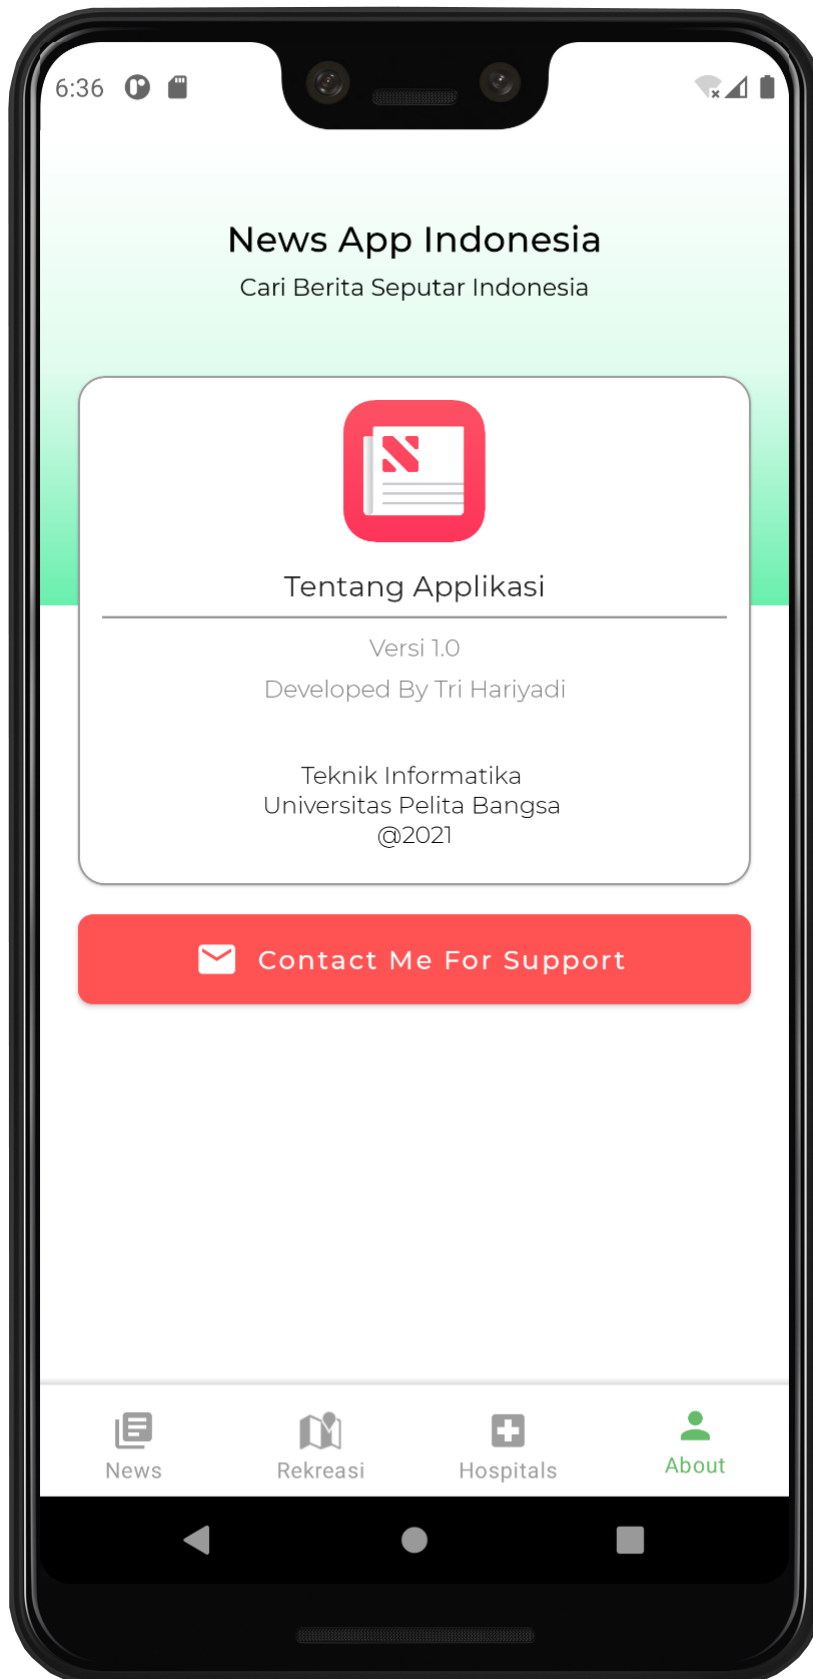 6:36
News App Indonesia
Cari Berita Seputar Indonesia
N
Tentang Applikasi
Versi 1.0
Developed By Tri Hariyadi
Teknik Informatika
Universitas Pelita Bangsa
@2021
Contact Me For Support
News Rekreasi Hospitals About